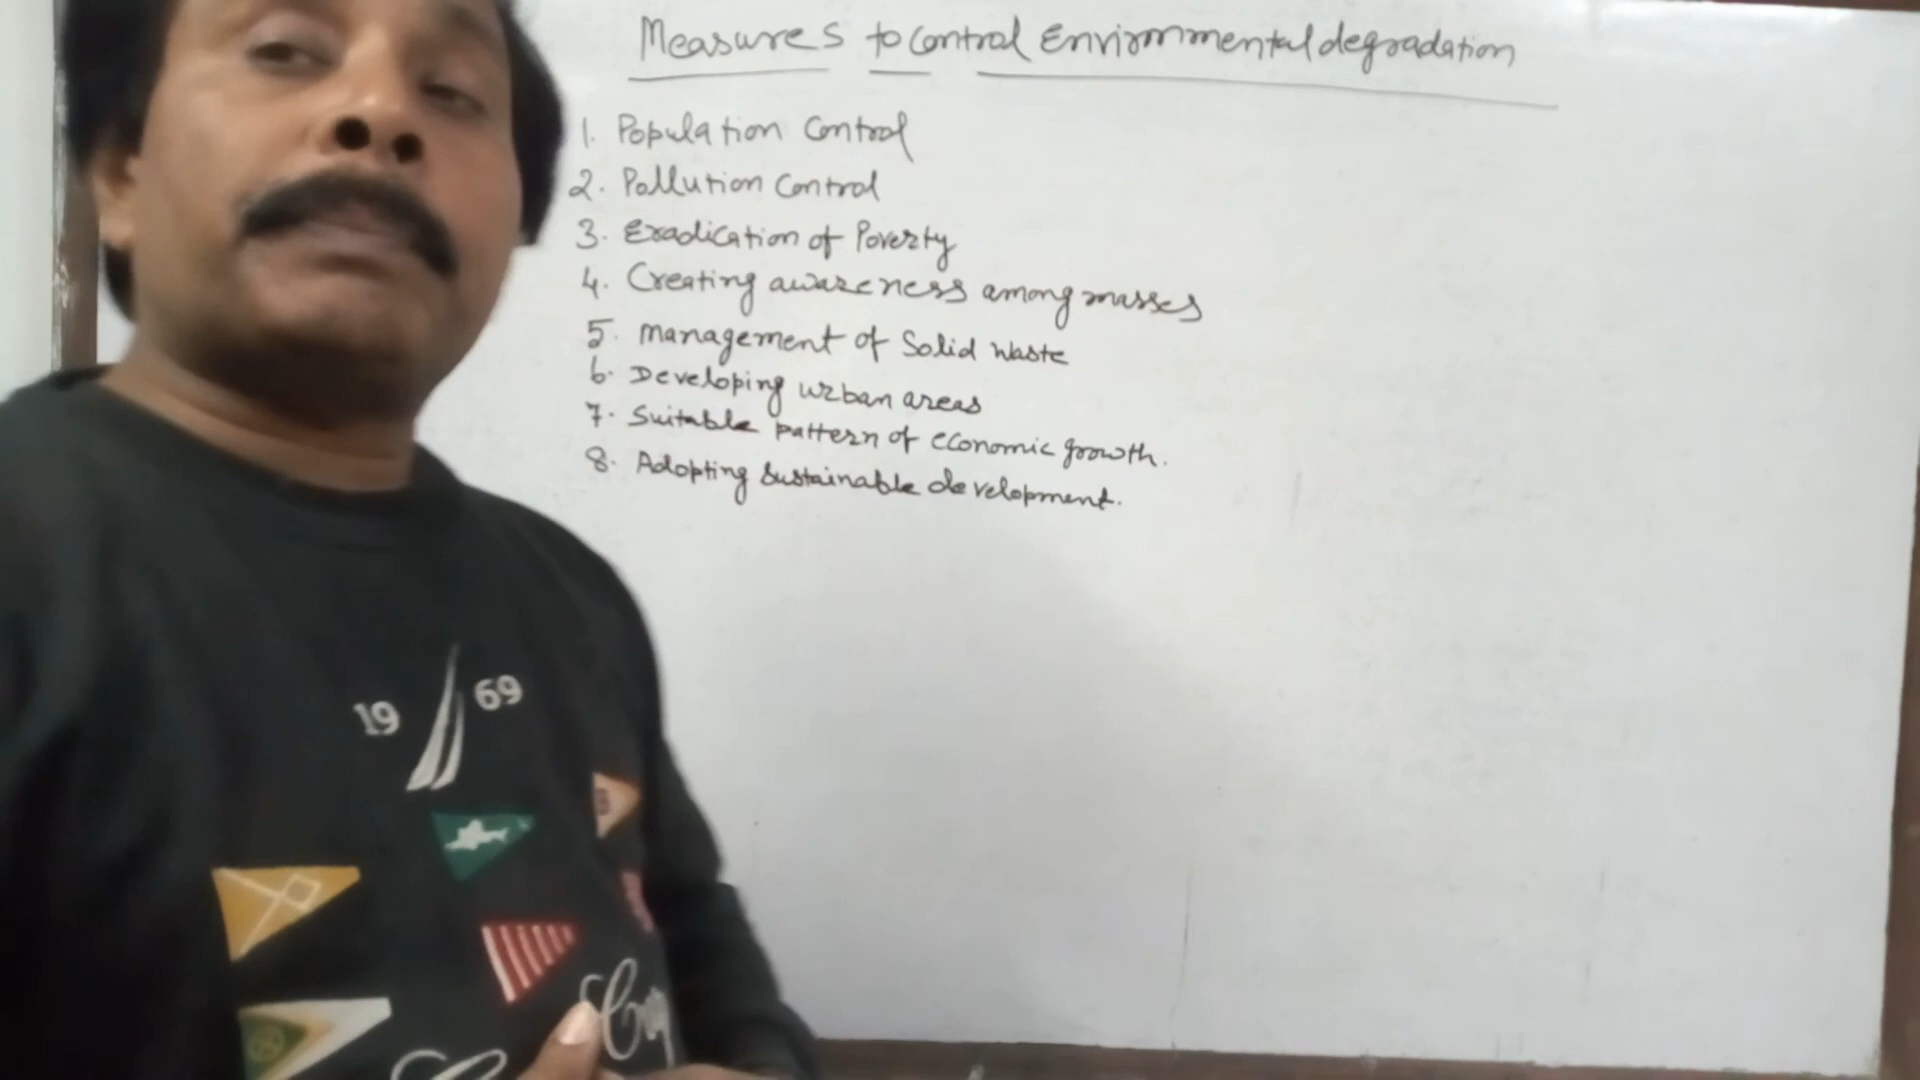 Measures to control Environmental degradation
1. Population Control
2. Pollution Control
3. Eradication of Poverty
4. Creating awareness among masses
5. Management of Solid waste
6. Developing urban areas
7. Suitable pattern of economic growth.
8. Adopting sustainable development.
19 69